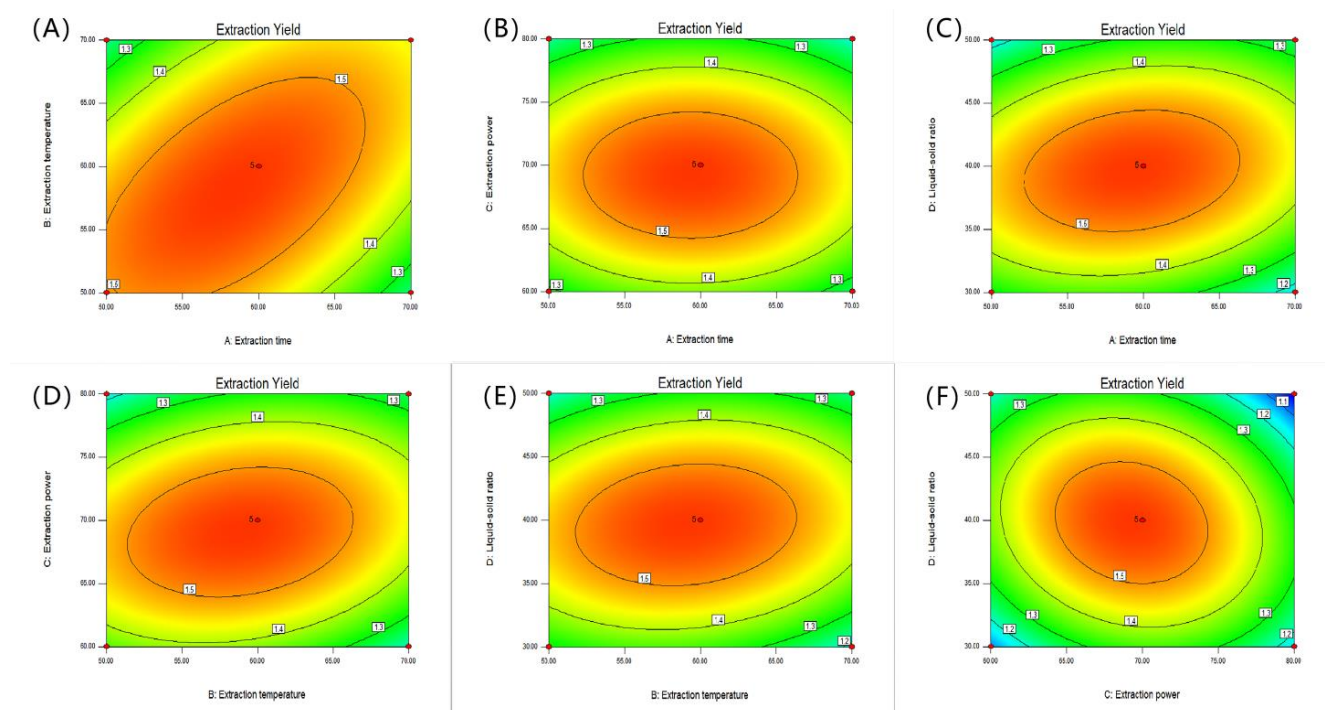 (A)
Extraction Yield
70.00
65.00
60.00
55.00
50.00
B: Extraction temperature
1.3
1.4
1.5
5
1.4
1.3
1.5
50.00 55.00 60.00 65.00 70.00
A: Extraction time
(B)
Extraction Yield
80.00
75.00
70.00
65.00
60.00
C: Extraction power
1.3 1.3
1.4
5
1.5
1.4
1.3 1.3
50.00 55.00 60.00 65.00 70.00
A: Extraction time
(C)
Extraction Yield
50.00
45.00
40.00
35.00
30.00
D: Liquid-solid ratio
1.3 1.3
1.4
5
1.5
1.4
1.3
1.2
50.00 55.00 60.00 65.00 70.00
A: Extraction time
(D)
Extraction Yield
80.00
75.00
70.00
65.00
60.00
C: Extraction power
1.3 1.3
1.4
5
1.5
1.4 1.3
50.00 55.00 60.00 65.00 70.00
B: Extraction temperature
(E)
Extraction Yield
50.00
45.00
40.00
35.00
30.00
D: Liquid-solid ratio
1.3 1.3
1.4
5
1.5
1.4 1.3
1.2
50.00 55.00 60.00 65.00 70.00
B: Extraction temperature
(F)
Extraction Yield
50.00
45.00
40.00
35.00
30.00
D: Liquid-solid ratio
1.3 1.1
1.2
1.3
5
1.5
1.4
1.3 1.3
1.2 1.2
60.00 65.00 70.00 75.00 80.00
C: Extraction power